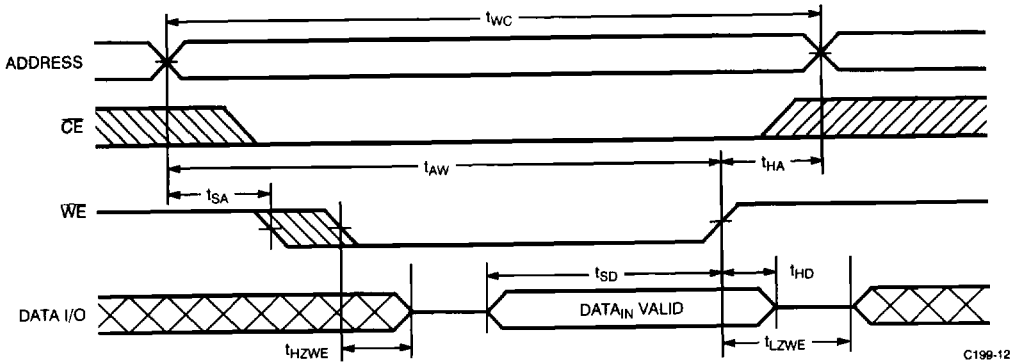 tWC
ADDRESS
CE
tAW
tHA
tSA
WE
tSD
tHD
DATA I/O
DATAIN VALID
tHZWE
tLZWE
C199-12